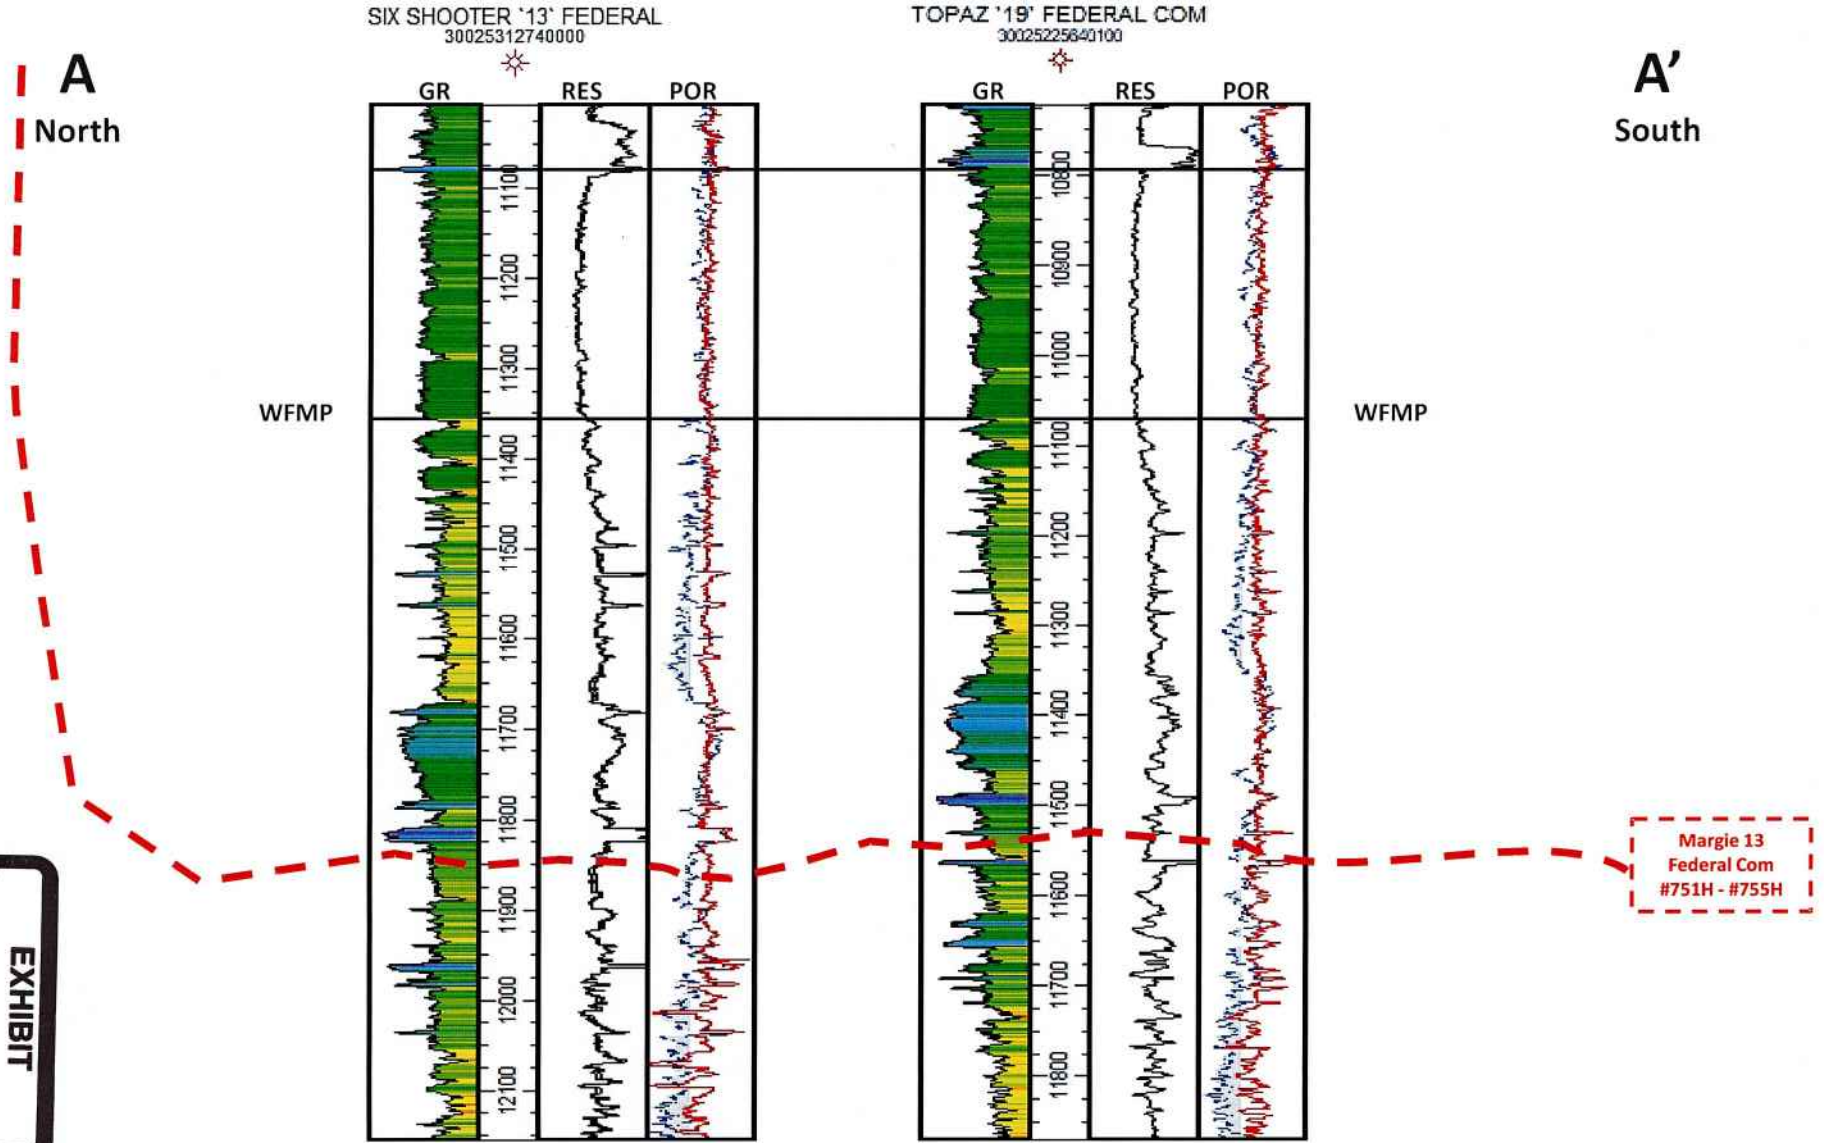 SIX SHOOTER '13' FEDERAL
30025312740000
TOPAZ '19' FEDERAL COM
30025225640100
A
North
A'
South
GR
RES
POR
GR
RES
POR
11100
11200
11300
11400
11500
11600
11700
11800
11900
12000
12100
10800
10900
11000
11100
11200
11300
11400
11500
11600
11700
11800
WFMP
WFMP
Margie 13
Federal Com
#751H - #755H
EXHIBIT